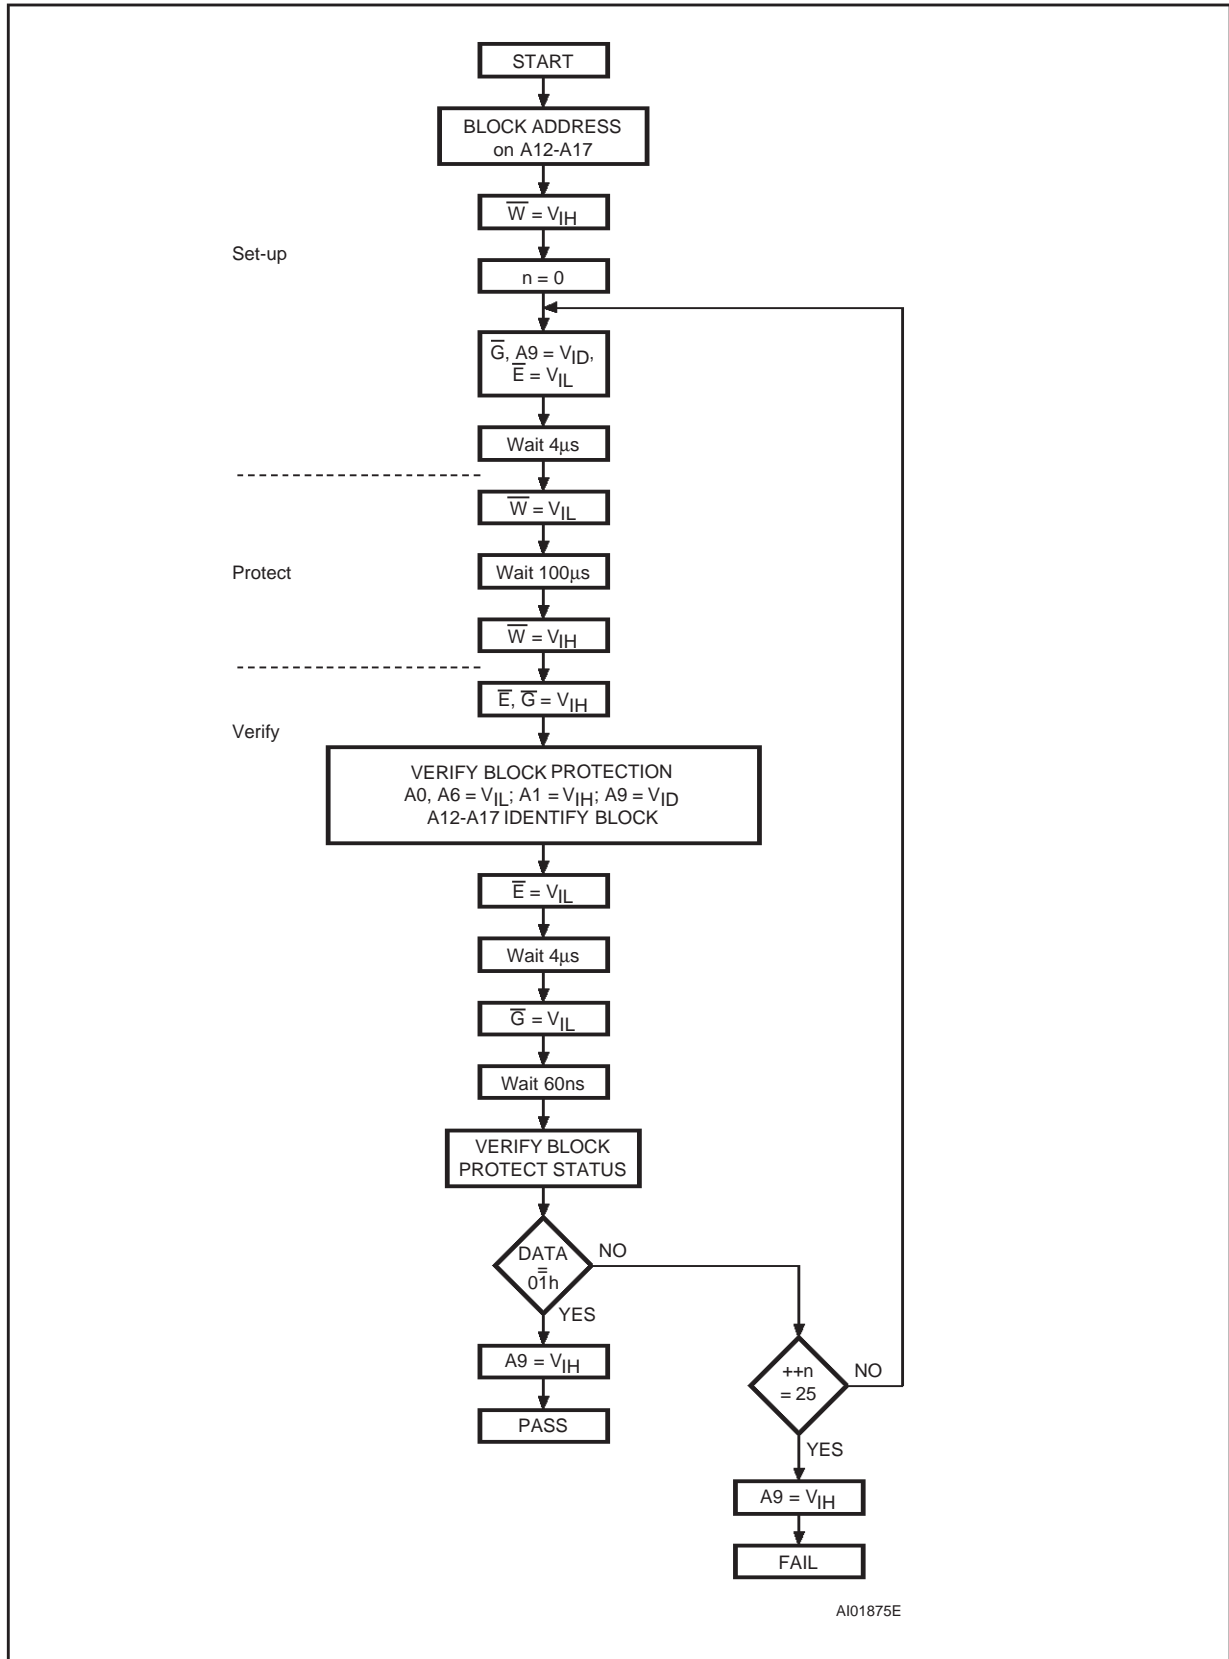 START
BLOCK ADDRESS
on A12-A17
W̅ = VIH
Set-up
n = 0
G̅, A9 = VID,
E̅ = VIL
Wait 4µs
W̅ = VIL
Protect
Wait 100µs
W̅ = VIH
E̅, G̅ = VIH
Verify
VERIFY BLOCK PROTECTION
A0, A6 = VIL; A1 = VIH; A9 = VID
A12-A17 IDENTIFY BLOCK
E̅ = VIL
Wait 4µs
G̅ = VIL
Wait 60ns
VERIFY BLOCK
PROTECT STATUS
DATA
=
01h
NO
YES
A9 = VIH
PASS
++n
= 25
NO
YES
A9 = VIH
FAIL
AI01875E